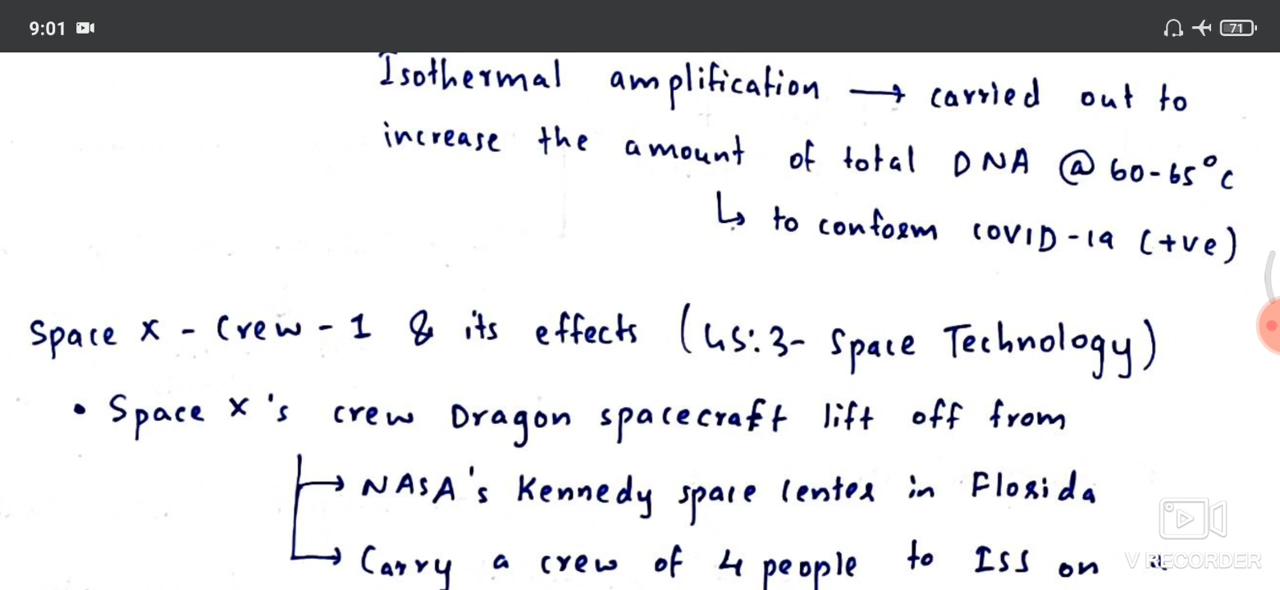 9:01 71
Isothermal amplification → carried out to
increase the amount of total DNA @ 60-65°C
↳ to conform COVID-19 (+ve)
Space X - Crew - 1 & its effects (GS:3- Space Technology)
• Space X's crew Dragon spacecraft lift off from
→ NASA's Kennedy space center in Florida
→ Carry a crew of 4 people to ISS on
V RECORDER